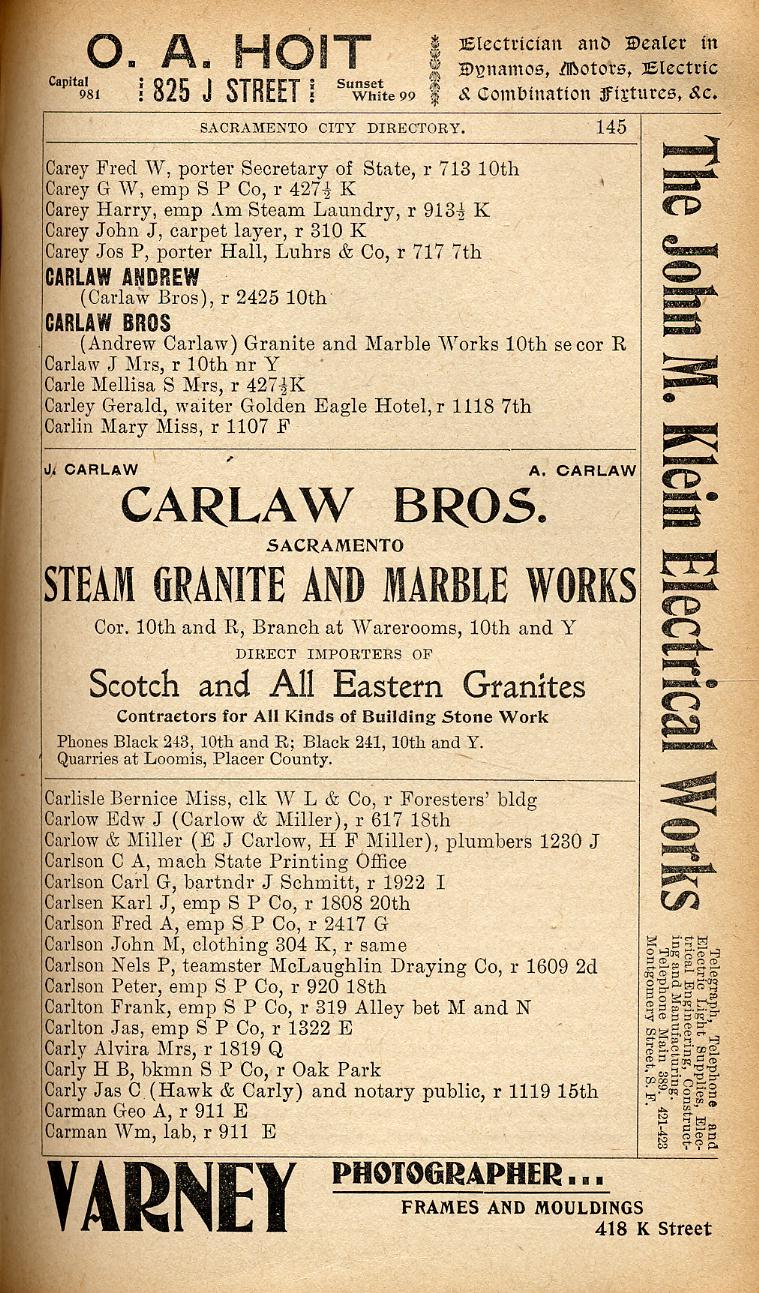 O. A. HOIT
Capital 981
825 J STREET
Sunset White 99
Electrician and Dealer in
Dynamos, Motors, Electric
& Combination Fixtures, &c.
SACRAMENTO CITY DIRECTORY. 145
Carey Fred W, porter Secretary of State, r 713 10th
Carey G W, emp S P Co, r 427½ K
Carey Harry, emp Am Steam Laundry, r 913½ K
Carey John J, carpet layer, r 310 K
Carey Jos P, porter Hall, Luhrs & Co, r 717 7th
CARLAW ANDREW
(Carlaw Bros), r 2425 10th
CARLAW BROS
(Andrew Carlaw) Granite and Marble Works 10th se cor R
Carlaw J Mrs, r 10th nr Y
Carle Mellisa S Mrs, r 427½K
Carley Gerald, waiter Golden Eagle Hotel, r 1118 7th
Carlin Mary Miss, r 1107 F
J. CARLAW A. CARLAW
CARLAW BROS.
SACRAMENTO
STEAM GRANITE AND MARBLE WORKS
Cor. 10th and R, Branch at Warerooms, 10th and Y
DIRECT IMPORTERS OF
Scotch and All Eastern Granites
Contractors for All Kinds of Building Stone Work
Phones Black 243, 10th and R; Black 241, 10th and Y.
Quarries at Loomis, Placer County.
Carlisle Bernice Miss, clk W L & Co, r Foresters' bldg
Carlow Edw J (Carlow & Miller), r 617 18th
Carlow & Miller (E J Carlow, H F Miller), plumbers 1230 J
Carlson C A, mach State Printing Office
Carlson Carl G, bartndr J Schmitt, r 1922 I
Carlsen Karl J, emp S P Co, r 1808 20th
Carlson Fred A, emp S P Co, r 2417 G
Carlson John M, clothing 304 K, r same
Carlson Nels P, teamster McLaughlin Draying Co, r 1609 2d
Carlson Peter, emp S P Co, r 920 18th
Carlton Frank, emp S P Co, r 319 Alley bet M and N
Carlton Jas, emp S P Co, r 1322 E
Carly Alvira Mrs, r 1819 Q
Carly H B, bkmn S P Co, r Oak Park
Carly Jas C (Hawk & Carly) and notary public, r 1119 15th
Carman Geo A, r 911 E
Carman Wm, lab, r 911 E
The John M. Klein Electrical Works
Telegraph, Telephone and
Electric Light Supplies, Elec-
trical Engineering, Construct-
ing and Manufacturing.
Telephone Main 389. 421-423
Montgomery Street, S. F.
VARNEY
PHOTOGRAPHER...
FRAMES AND MOULDINGS
418 K Street